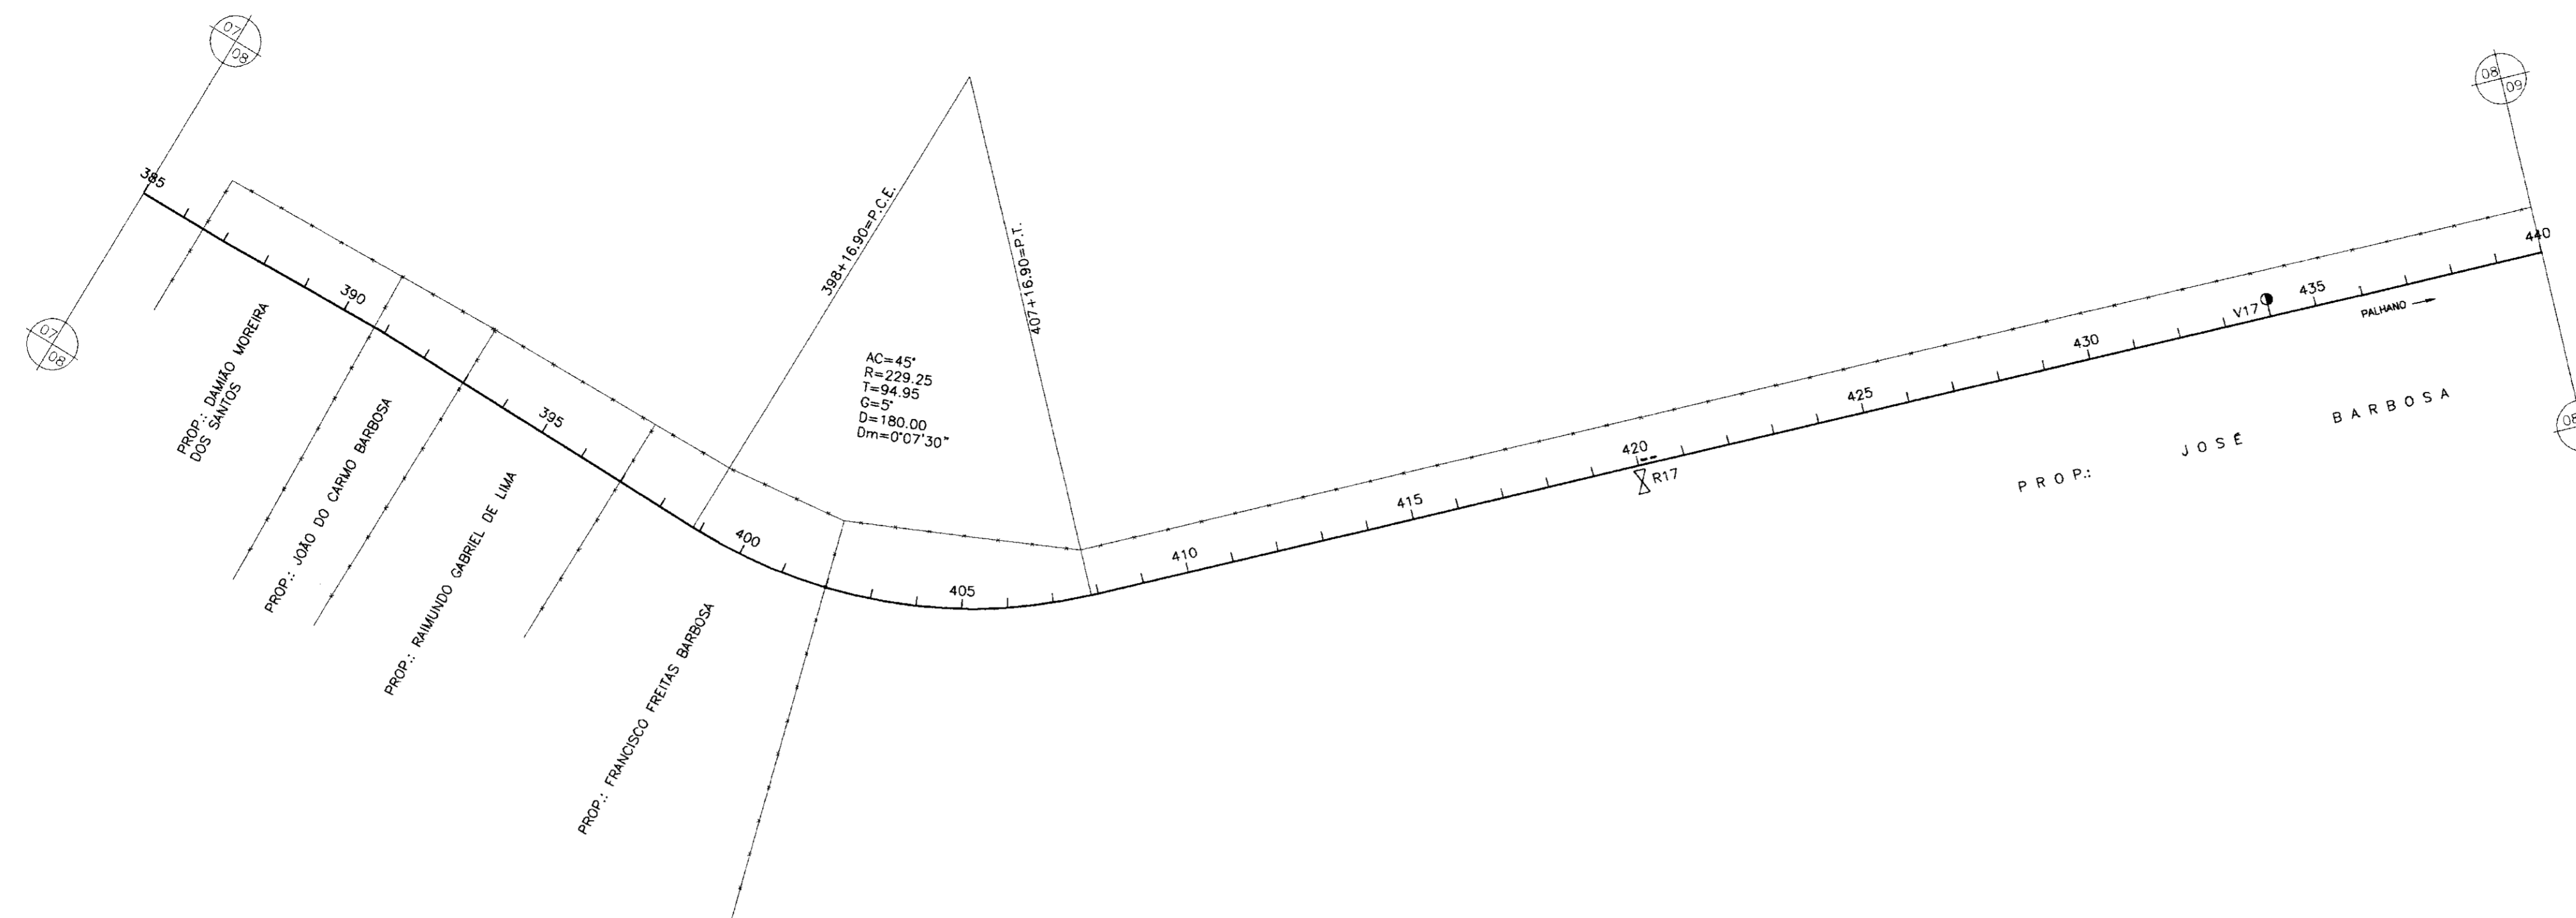 07
08
07
08
385
390
395
400
405
410
415
420
425
430
435
440
PROP.: DAMIÃO MOREIRA
DOS SANTOS
PROP.: JOÃO DO CARMO BARBOSA
PROP.: RAIMUNDO GABRIEL DE LIMA
PROP.: FRANCISCO FREITAS BARBOSA
398+16.90=P.C.E.
407+16.90=P.T.
AC=45°
R=229.25
T=94.95
G=5°
D=180.00
Dm=0°07'30"
R17
V17
PALHANO
PROP.: JOSÉ BARBOSA
08
09
08